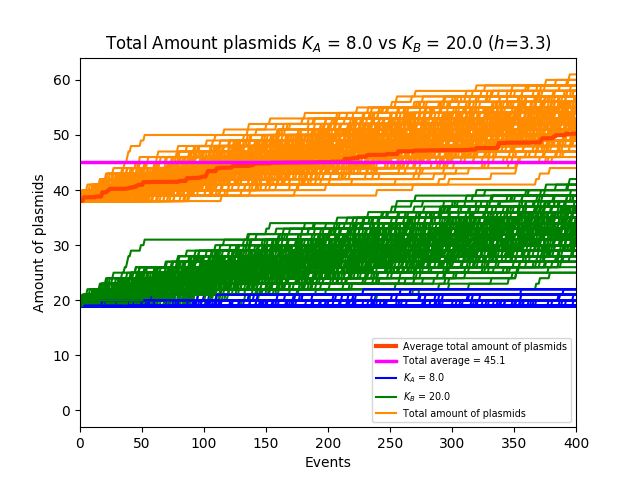 Total Amount plasmids K_A = 8.0 vs K_B = 20.0 (h=3.3)
Amount of plasmids
60
50
40
30
20
10
0
0 50 100 150 200 250 300 350 400
Events
Average total amount of plasmids
Total average = 45.1
K_A = 8.0
K_B = 20.0
Total amount of plasmids